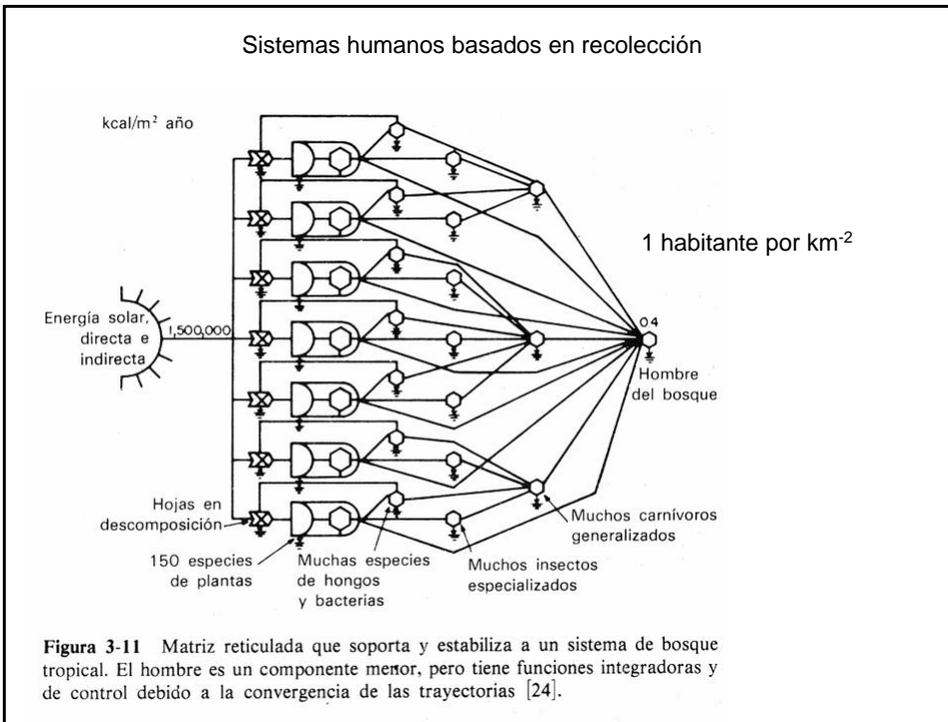 Sistemas humanos basados en recolección
kcal/m² año
1 habitante por km-2
Energía solar,
directa e
indirecta
1,500,000
04
Hombre
del bosque
Hojas en
descomposición
150 especies
de plantas
Muchas especies
de hongos
y bacterias
Muchos insectos
especializados
Muchos carnívoros
generalizados
Figura 3-11 Matriz reticulada que soporta y estabiliza a un sistema de bosque
tropical. El hombre es un componente menor, pero tiene funciones integradoras y
de control debido a la convergencia de las trayectorias [24].